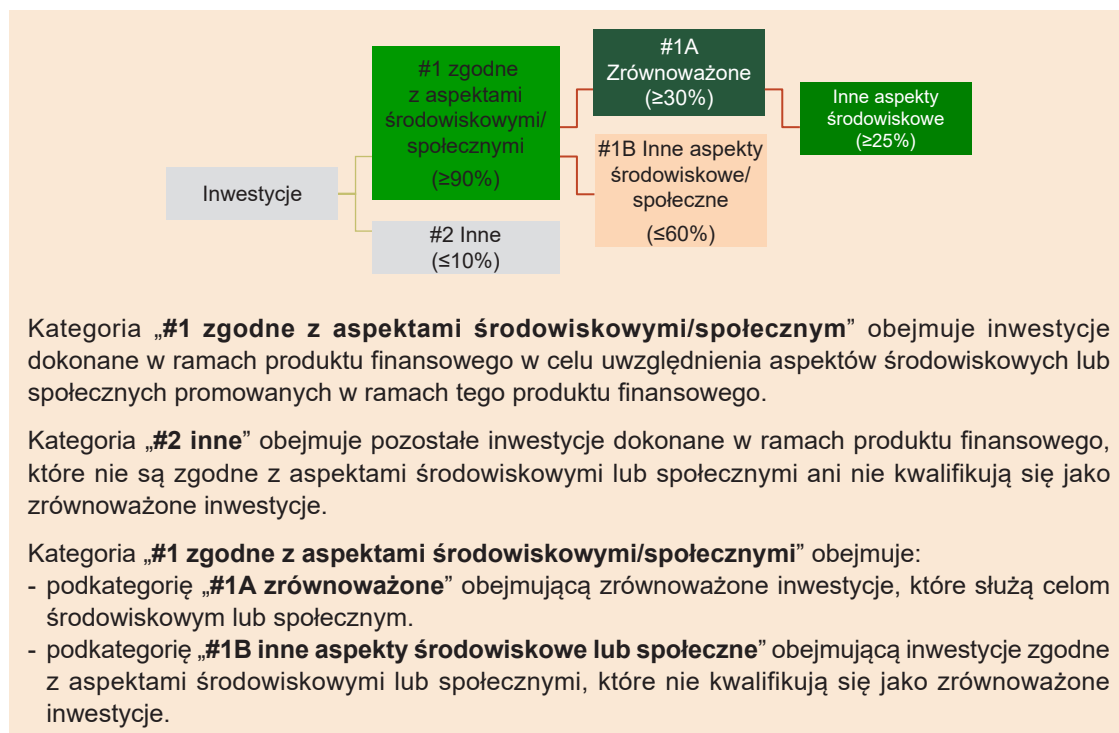 Inwestycje
#1 zgodne
z aspektami
środowiskowymi/
społecznymi
(≥90%)
#2 Inne
(≤10%)
#1A
Zrównoważone
(≥30%)
#1B Inne aspekty
środowiskowe/
społeczne
(≤60%)
Inne aspekty
środowiskowe
(≥25%)
Kategoria „#1 zgodne z aspektami środowiskowymi/społecznym” obejmuje inwestycje
dokonane w ramach produktu finansowego w celu uwzględnienia aspektów środowiskowych lub
społecznych promowanych w ramach tego produktu finansowego.
Kategoria „#2 inne” obejmuje pozostałe inwestycje dokonane w ramach produktu finansowego,
które nie są zgodne z aspektami środowiskowymi lub społecznymi ani nie kwalifikują się jako
zrównoważone inwestycje.
Kategoria „#1 zgodne z aspektami środowiskowymi/społecznymi” obejmuje:
- podkategorię „#1A zrównoważone” obejmującą zrównoważone inwestycje, które służą celom
środowiskowym lub społecznym.
- podkategorię „#1B inne aspekty środowiskowe lub społeczne” obejmującą inwestycje zgodne
z aspektami środowiskowymi lub społecznymi, które nie kwalifikują się jako zrównoważone
inwestycje.